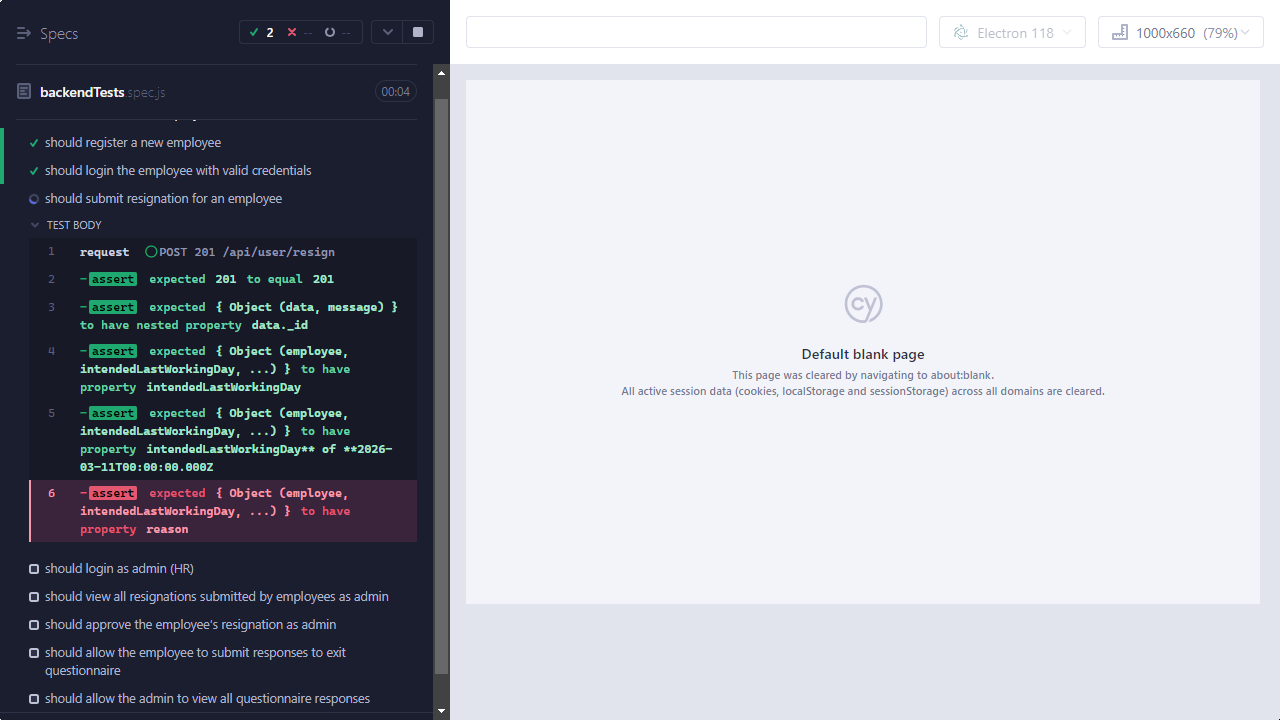 Specs
2
--
--
Electron 118
1000x660 (79%)
backendTests.spec.js
00:04
should register a new employee
should login the employee with valid credentials
should submit resignation for an employee
TEST BODY
1 request POST 201 /api/user/resign
2 -assert expected 201 to equal 201
3 -assert expected { Object (data, message) }
to have nested property data._id
4 -assert expected { Object (employee,
intendedLastWorkingDay, ...) } to have
property intendedLastWorkingDay
5 -assert expected { Object (employee,
intendedLastWorkingDay, ...) } to have
property intendedLastWorkingDay** of **2026-
03-11T00:00:00.000Z
6 -assert expected { Object (employee,
intendedLastWorkingDay, ...) } to have
property reason
should login as admin (HR)
should view all resignations submitted by employees as admin
should approve the employee's resignation as admin
should allow the employee to submit responses to exit
questionnaire
should allow the admin to view all questionnaire responses
cy
Default blank page
This page was cleared by navigating to about:blank.
All active session data (cookies, localStorage and sessionStorage) across all domains are cleared.